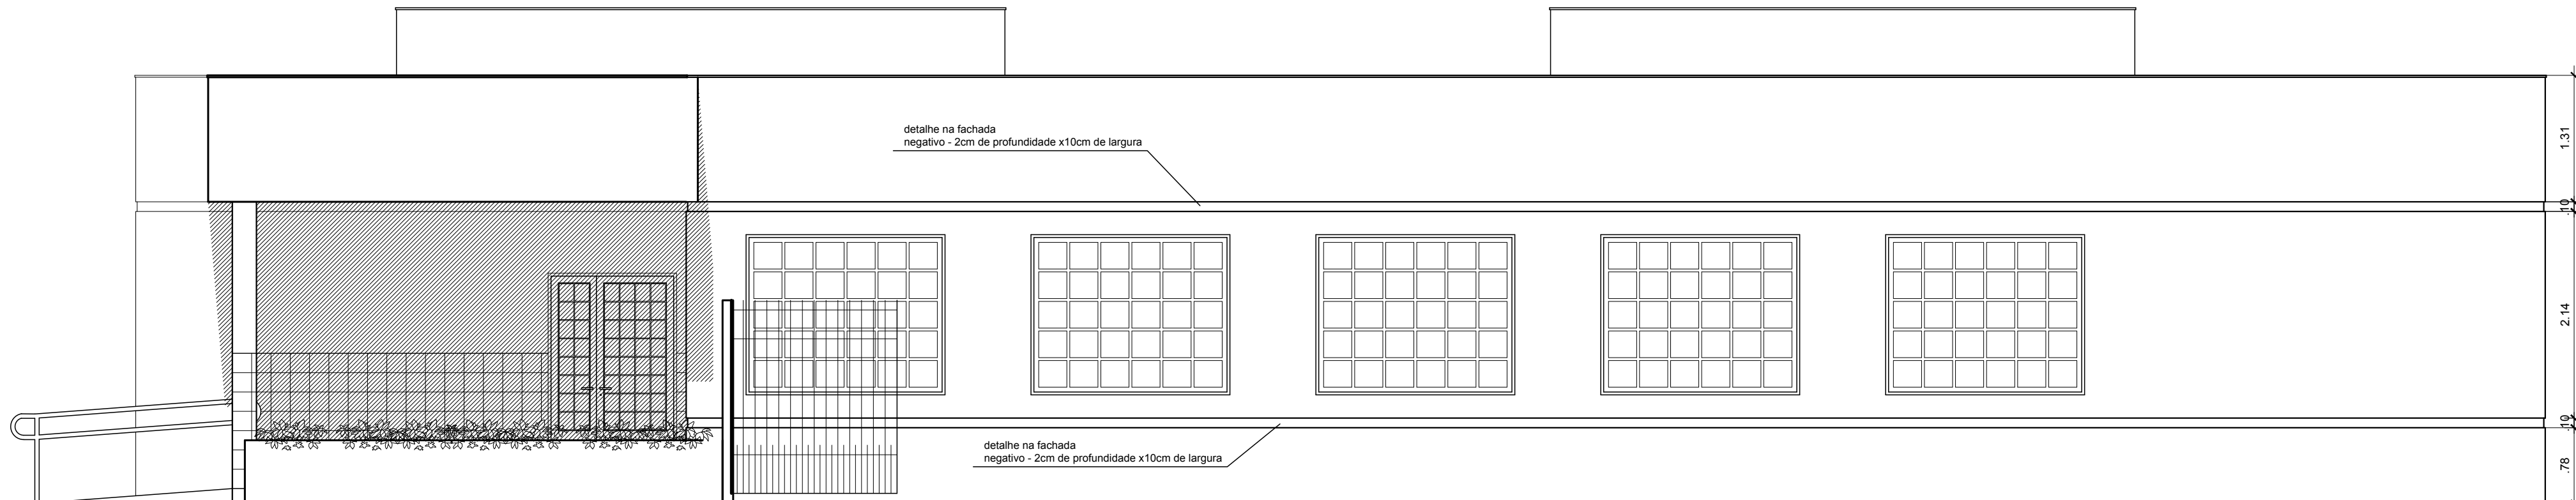 detalhe na fachada
negativo - 2cm de profundidade x10cm de largura
1.31
.10
2.14
detalhe na fachada
negativo - 2cm de profundidade x10cm de largura
.10
.78